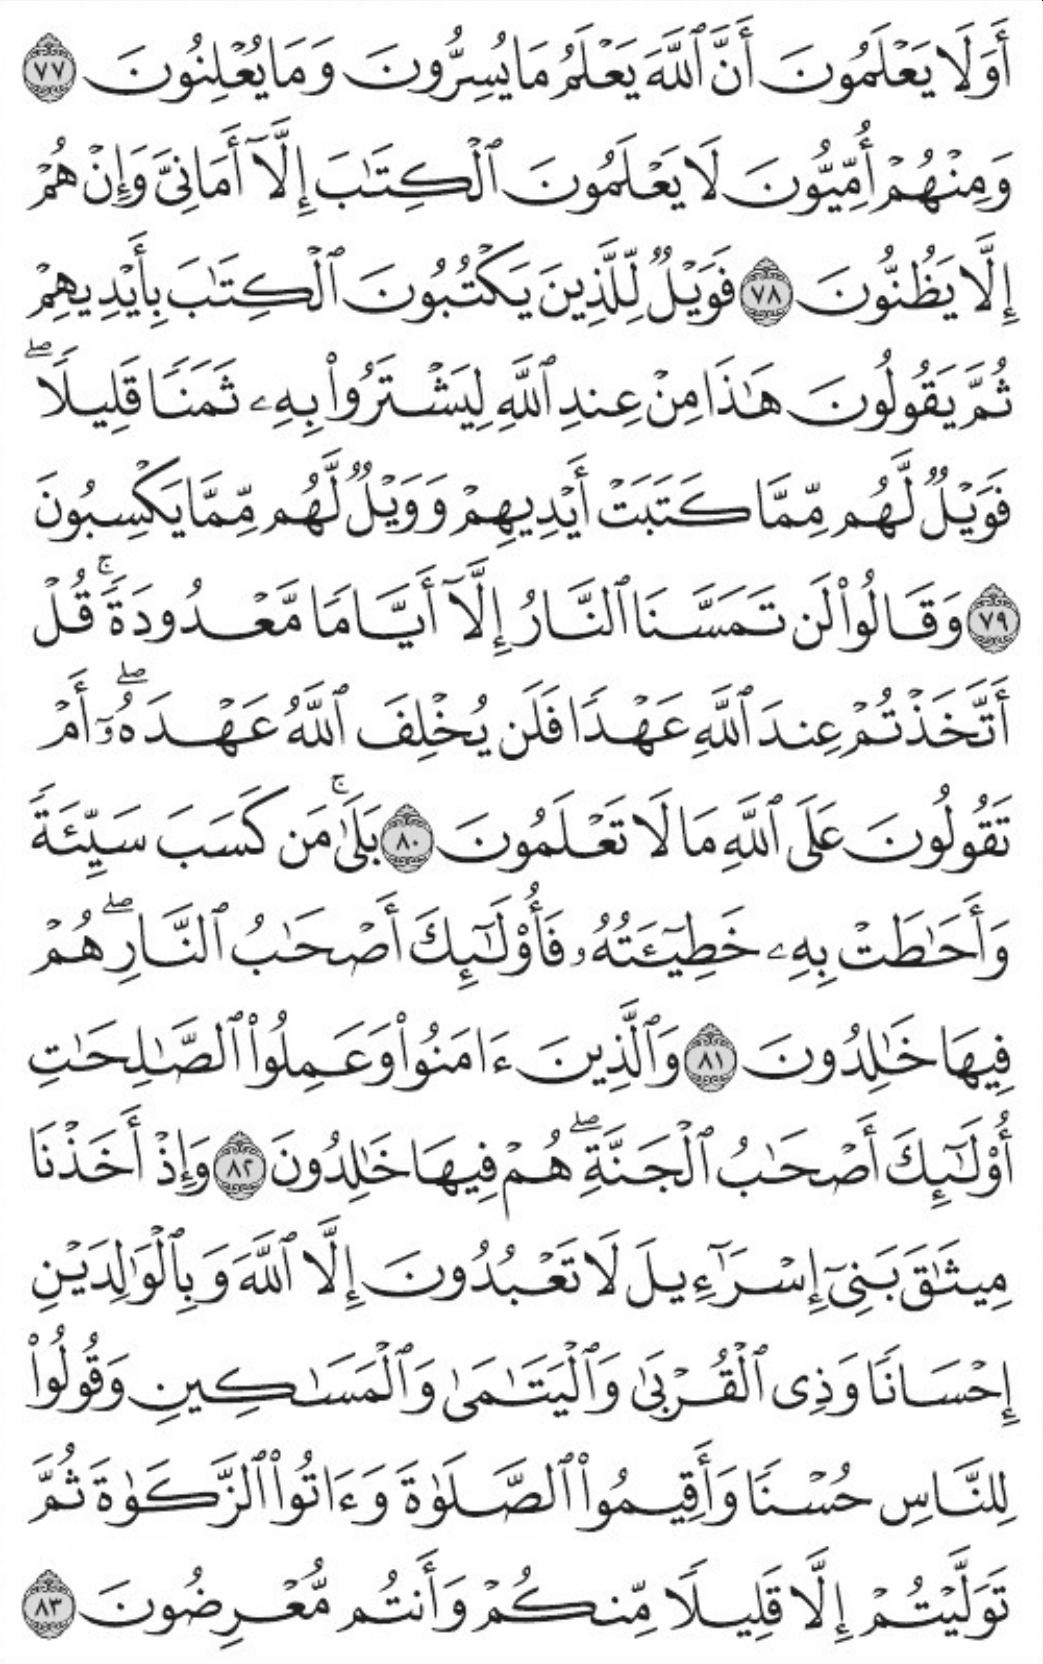 أَوَلَا يَعْلَمُونَ أَنَّ ٱللَّهَ يَعْلَمُ مَا يُسِرُّونَ وَمَا يُعْلِنُونَ ٧٧
وَمِنْهُمْ أُمِّيُّونَ لَا يَعْلَمُونَ ٱلْكِتَٰبَ إِلَّآ أَمَانِىَّ وَإِنْ هُمْ
إِلَّا يَظُنُّونَ ٧٨ فَوَيْلٌ لِّلَّذِينَ يَكْتُبُونَ ٱلْكِتَٰبَ بِأَيْدِيهِمْ
ثُمَّ يَقُولُونَ هَٰذَا مِنْ عِندِ ٱللَّهِ لِيَشْتَرُوا۟ بِهِۦ ثَمَنًا قَلِيلًا ۖ
فَوَيْلٌ لَّهُم مِّمَّا كَتَبَتْ أَيْدِيهِمْ وَوَيْلٌ لَّهُم مِّمَّا يَكْسِبُونَ
٧٩ وَقَالُوا۟ لَن تَمَسَّنَا ٱلنَّارُ إِلَّآ أَيَّامًا مَّعْدُودَةً ۚ قُلْ
أَتَّخَذْتُمْ عِندَ ٱللَّهِ عَهْدًا فَلَن يُخْلِفَ ٱللَّهُ عَهْدَهُۥٓ ۖ أَمْ
تَقُولُونَ عَلَى ٱللَّهِ مَا لَا تَعْلَمُونَ ٨٠ بَلَىٰ ۚ مَن كَسَبَ سَيِّئَةً
وَأَحَٰطَتْ بِهِۦ خَطِيٓـَٔتُهُۥ فَأُو۟لَٰٓئِكَ أَصْحَٰبُ ٱلنَّارِ ۖ هُمْ
فِيهَا خَٰلِدُونَ ٨١ وَٱلَّذِينَ ءَامَنُوا۟ وَعَمِلُوا۟ ٱلصَّٰلِحَٰتِ
أُو۟لَٰٓئِكَ أَصْحَٰبُ ٱلْجَنَّةِ ۖ هُمْ فِيهَا خَٰلِدُونَ ٨٢ وَإِذْ أَخَذْنَا
مِيثَٰقَ بَنِىٓ إِسْرَٰٓءِيلَ لَا تَعْبُدُونَ إِلَّا ٱللَّهَ وَبِٱلْوَٰلِدَيْنِ
إِحْسَانًا وَذِى ٱلْقُرْبَىٰ وَٱلْيَتَٰمَىٰ وَٱلْمَسَٰكِينِ وَقُولُوا۟
لِلنَّاسِ حُسْنًا وَأَقِيمُوا۟ ٱلصَّلَوٰةَ وَءَاتُوا۟ ٱلزَّكَوٰةَ ثُمَّ
تَوَلَّيْتُمْ إِلَّا قَلِيلًا مِّنكُمْ وَأَنتُم مُّعْرِضُونَ ٨٣